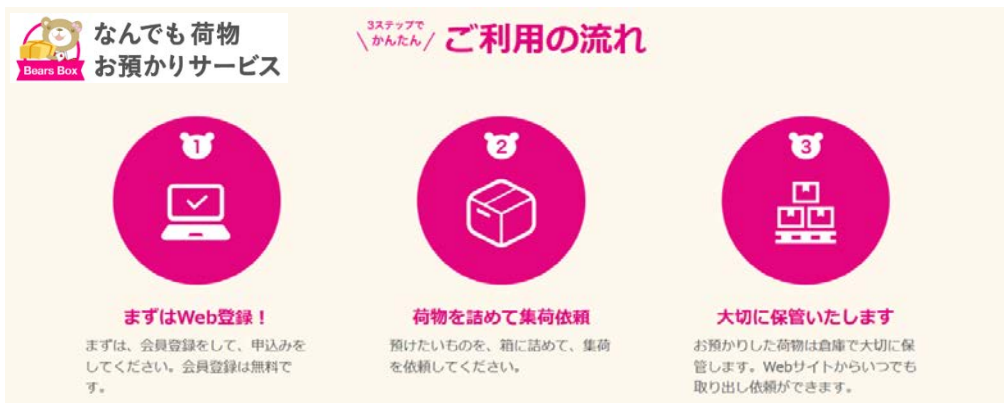 なんでも荷物
お預かりサービス
Bears Box
3ステップで
\ かんたん / ご利用の流れ
1
まずはWeb登録！
まずは、会員登録をして、申込みを
してください。会員登録は無料で
す。
2
荷物を詰めて集荷依頼
預けたいものを、箱に詰めて、集荷
を依頼してください。
3
大切に保管いたします
お預かりした荷物は倉庫で大切に保
管します。Webサイトからいつでも
取り出し依頼ができます。